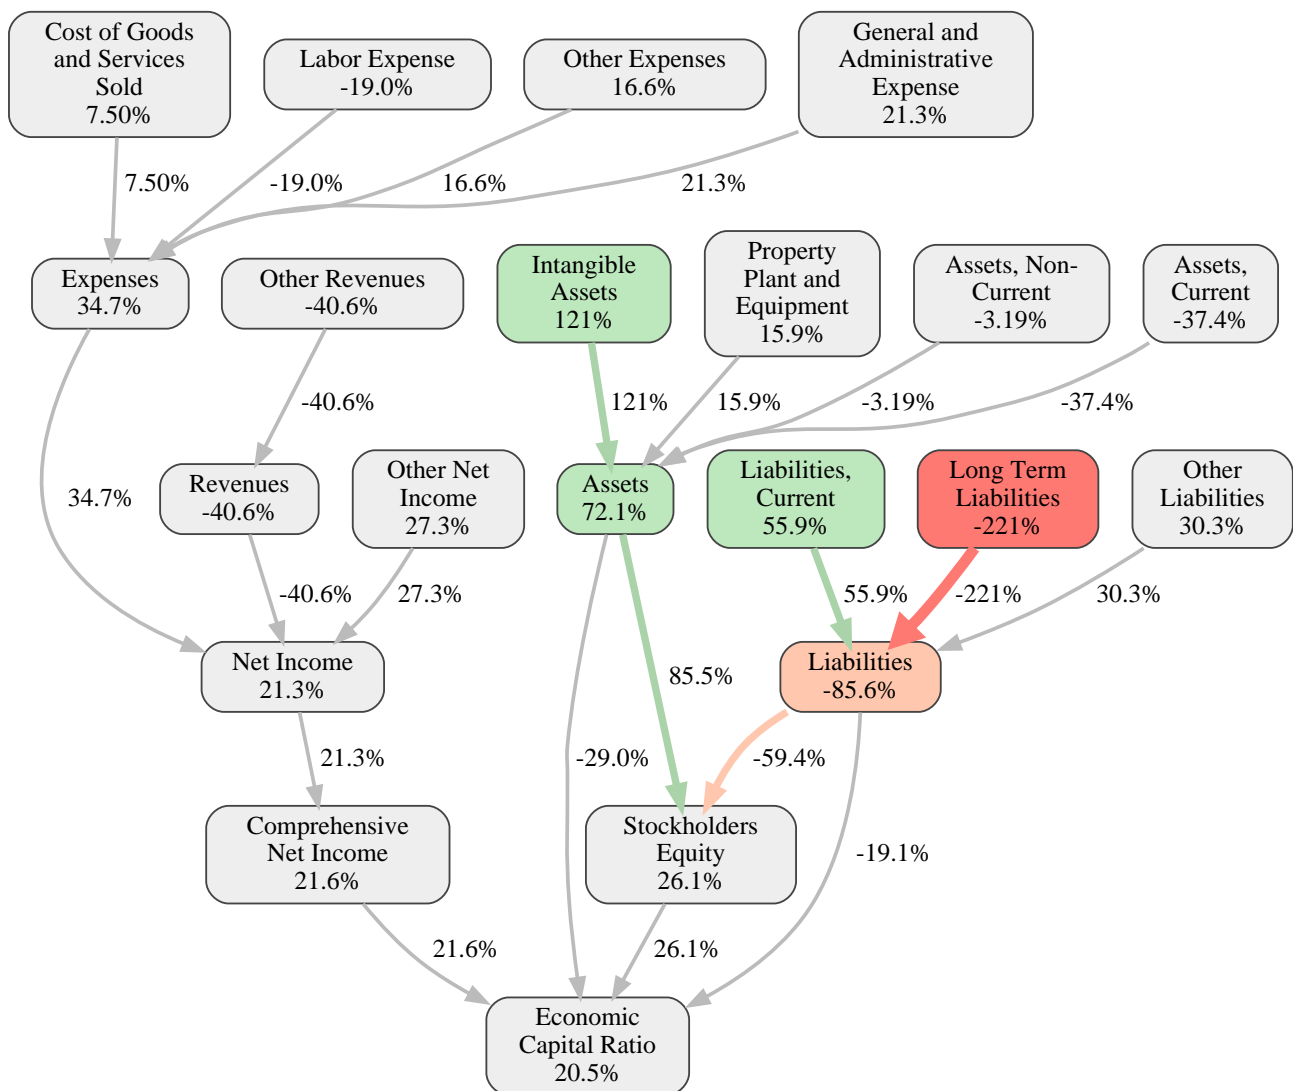 Cost of Goods
and Services
Sold
7.50%
Labor Expense
-19.0%
Other Expenses
16.6%
General and
Administrative
Expense
21.3%
7.50%
-19.0%
16.6%
21.3%
Expenses
34.7%
Other Revenues
-40.6%
Intangible
Assets
121%
Property
Plant and
Equipment
15.9%
Assets, Non-
Current
-3.19%
Assets,
Current
-37.4%
-40.6%
121%
15.9%
-3.19%
-37.4%
34.7%
Revenues
-40.6%
Other Net
Income
27.3%
Assets
72.1%
Liabilities,
Current
55.9%
Long Term
Liabilities
-221%
Other
Liabilities
30.3%
-40.6%
27.3%
55.9%
-221%
30.3%
Net Income
21.3%
85.5%
Liabilities
-85.6%
21.3%
-29.0%
-59.4%
Comprehensive
Net Income
21.6%
Stockholders
Equity
26.1%
-19.1%
21.6%
26.1%
Economic
Capital Ratio
20.5%